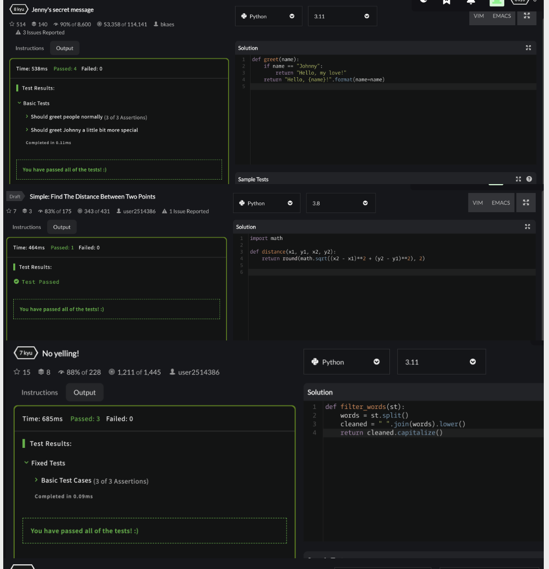 8 kyu Jenny's secret message
514 140 90% of 8,600 53,358 of 114,141 bkaes
3 Issues Reported
Python 3.11
VIM EMACS
Instructions Output
Time: 538ms Passed: 4 Failed: 0
Test Results:
Basic Tests
Should greet people normally (3 of 3 Assertions)
Should greet Johnny a little bit more special
Completed in 0.11ms
You have passed all of the tests! :)
Solution
1 def greet(name):
2 if name == "Johnny":
3 return "Hello, my love!"
4 return "Hello, {name}!".format(name=name)
5
Sample Tests
Draft Simple: Find The Distance Between Two Points
7 3 83% of 175 343 of 431 user2514386 1 Issue Reported
Python 3.8
VIM EMACS
Instructions Output
Time: 464ms Passed: 1 Failed: 0
Test Results:
Test Passed
You have passed all of the tests! :)
Solution
1 import math
2
3 def distance(x1, y1, x2, y2):
4 return round(math.sqrt((x2 - x1)**2 + (y2 - y1)**2), 2)
5
6
7 kyu No yelling!
15 8 88% of 228 1,211 of 1,445 user2514386
Python 3.11
Instructions Output
Time: 685ms Passed: 3 Failed: 0
Test Results:
Fixed Tests
Basic Test Cases (3 of 3 Assertions)
Completed in 0.09ms
You have passed all of the tests! :)
Solution
1 def filter_words(st):
2 words = st.split()
3 cleaned = " ".join(words).lower()
4 return cleaned.capitalize()